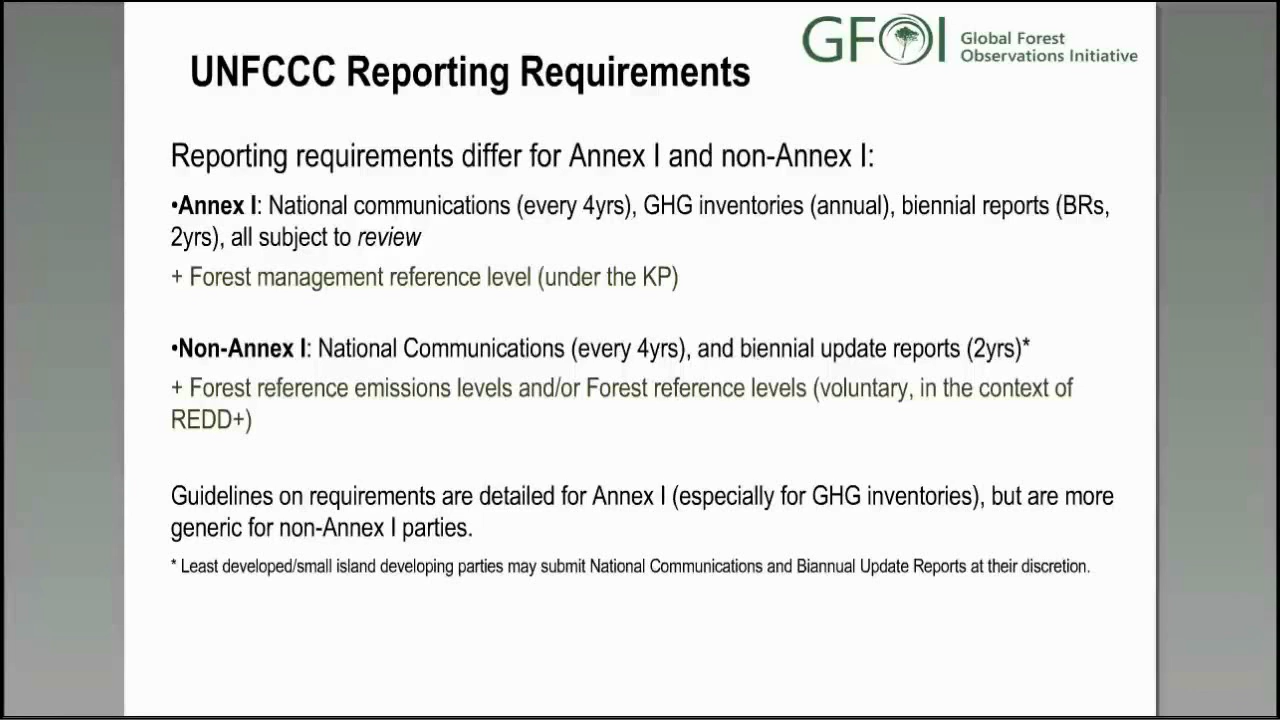 GFOI Global Forest
Observations Initiative
UNFCCC Reporting Requirements
Reporting requirements differ for Annex I and non-Annex I:
•Annex I: National communications (every 4yrs), GHG inventories (annual), biennial reports (BRs,
2yrs), all subject to review
+ Forest management reference level (under the KP)
•Non-Annex I: National Communications (every 4yrs), and biennial update reports (2yrs)*
+ Forest reference emissions levels and/or Forest reference levels (voluntary, in the context of
REDD+)
Guidelines on requirements are detailed for Annex I (especially for GHG inventories), but are more
generic for non-Annex I parties.
* Least developed/small island developing parties may submit National Communications and Biannual Update Reports at their discretion.